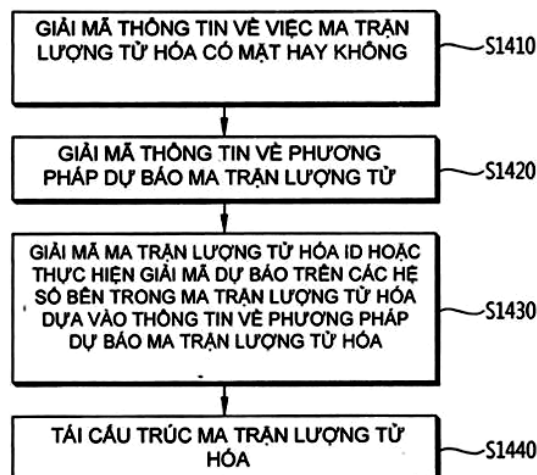 GIẢI MÃ THÔNG TIN VỀ VIỆC MA TRẬN
LƯỢNG TỬ HÓA CÓ MẶT HAY KHÔNG
S1410
GIẢI MÃ THÔNG TIN VỀ PHƯƠNG
PHÁP DỰ BÁO MA TRẬN LƯỢNG TỬ
S1420
GIẢI MÃ MA TRẬN LƯỢNG TỬ HÓA ID HOẶC
THỰC HIỆN GIẢI MÃ DỰ BÁO TRÊN CÁC HỆ
SỐ BÊN TRONG MA TRẬN LƯỢNG TỬ HÓA
DỰA VÀO THÔNG TIN VỀ PHƯƠNG PHÁP
DỰ BÁO MA TRẬN LƯỢNG TỬ HÓA
S1430
TÁI CẤU TRÚC MA TRẬN LƯỢNG TỬ
HÓA
S1440